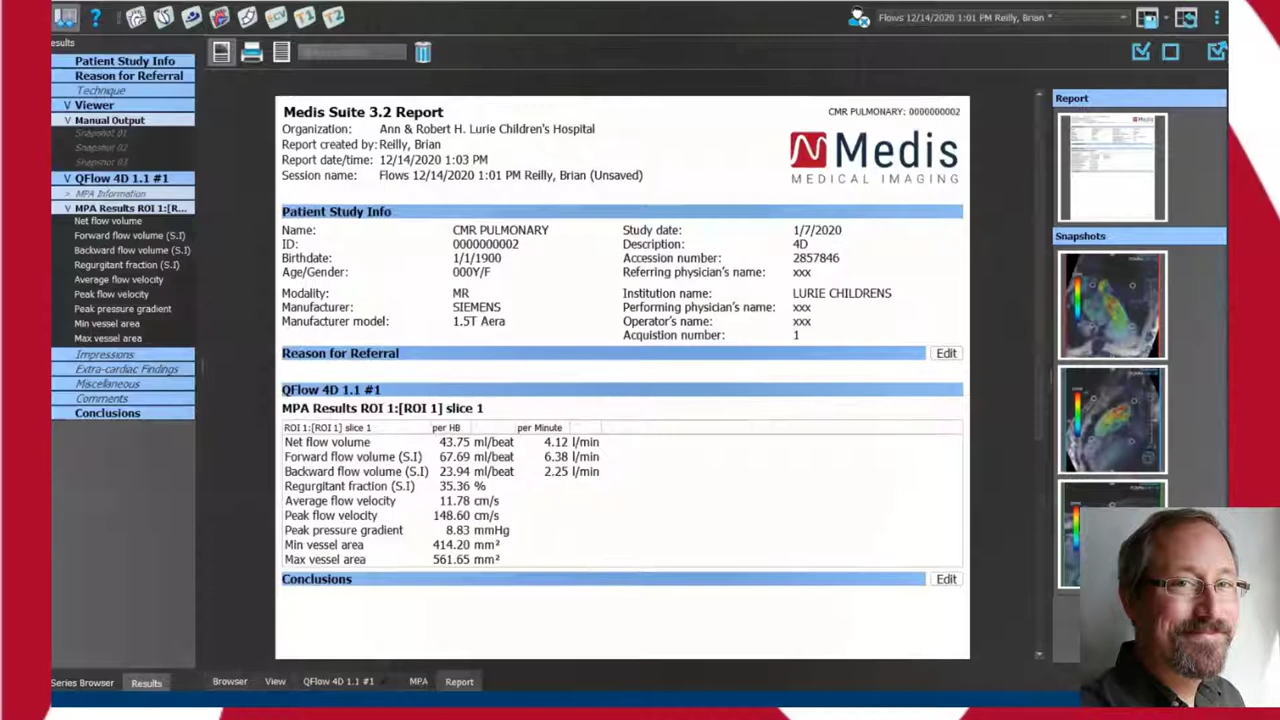 Flows 12/14/2020 1:01 PM Reilly, Brian *
esults
Patient Study Info
Reason for Referral
Technique
V Viewer
V Manual Output
Snapshot 01
Snapshot 02
Snapshot 03
V QFlow 4D 1.1 #1
> MPA Information
V MPA Results ROI 1:[R...
Net flow volume
Forward flow volume (S.I)
Backward flow volume (S.I)
Regurgitant fraction (S.I)
Average flow velocity
Peak flow velocity
Peak pressure gradient
Min vessel area
Max vessel area
Impressions
Extra-cardiac Findings
Miscellaneous
Comments
Conclusions
Series Browser
Results
Medis Suite 3.2 Report
CMR PULMONARY: 0000000002
Organization: Ann & Robert H. Lurie Children's Hospital
Report created by: Reilly, Brian
Report date/time: 12/14/2020 1:03 PM
Session name: Flows 12/14/2020 1:01 PM Reilly, Brian (Unsaved)
Medis
MEDICAL IMAGING
Patient Study Info
Name: CMR PULMONARY Study date: 1/7/2020
ID: 0000000002 Description: 4D
Birthdate: 1/1/1900 Accession number: 2857846
Age/Gender: 000Y/F Referring physician's name: xxx
Modality: MR Institution name: LURIE CHILDRENS
Manufacturer: SIEMENS Performing physician's name: xxx
Manufacturer model: 1.5T Aera Operator's name: xxx
Acquisition number: 1
Reason for Referral Edit
QFlow 4D 1.1 #1
MPA Results ROI 1:[ROI 1] slice 1
ROI 1:[ROI 1] slice 1 per HB per Minute
Net flow volume 43.75 ml/beat 4.12 l/min
Forward flow volume (S.I) 67.69 ml/beat 6.38 l/min
Backward flow volume (S.I) 23.94 ml/beat 2.25 l/min
Regurgitant fraction (S.I) 35.36 %
Average flow velocity 11.78 cm/s
Peak flow velocity 148.60 cm/s
Peak pressure gradient 8.83 mmHg
Min vessel area 414.20 mm²
Max vessel area 561.65 mm²
Conclusions Edit
Browser View QFlow 4D 1.1 #1 MPA Report
Report
Snapshots